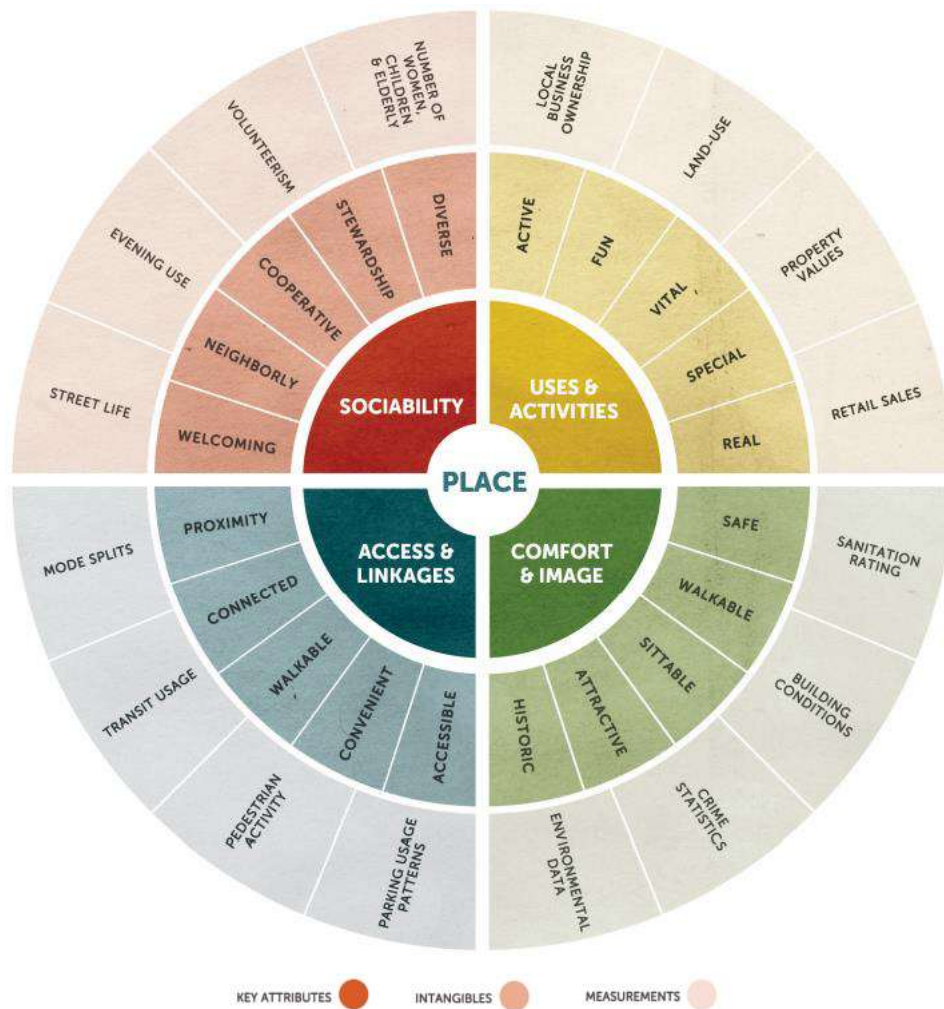 NUMBER OF
WOMEN,
CHILDREN
& ELDERLY
VOLUNTEERISM
EVENING USE
STREET LIFE
DIVERSE
STEWARDSHIP
COOPERATIVE
NEIGHBORLY
WELCOMING
SOCIABILITY
LOCAL
BUSINESS
OWNERSHIP
LAND-USE
PROPERTY
VALUES
RETAIL SALES
ACTIVE
FUN
VITAL
SPECIAL
REAL
USES &
ACTIVITIES
PLACE
ACCESS &
LINKAGES
PROXIMITY
CONNECTED
WALKABLE
CONVENIENT
ACCESSIBLE
MODE SPLITS
TRANSIT USAGE
PEDESTRIAN
ACTIVITY
PARKING USAGE
PATTERNS
COMFORT
& IMAGE
SAFE
WALKABLE
SITTABLE
ATTRACTIVE
HISTORIC
SANITATION
RATING
BUILDING
CONDITIONS
CRIME
STATISTICS
ENVIRONMENTAL
DATA
KEY ATTRIBUTES
INTANGIBLES
MEASUREMENTS